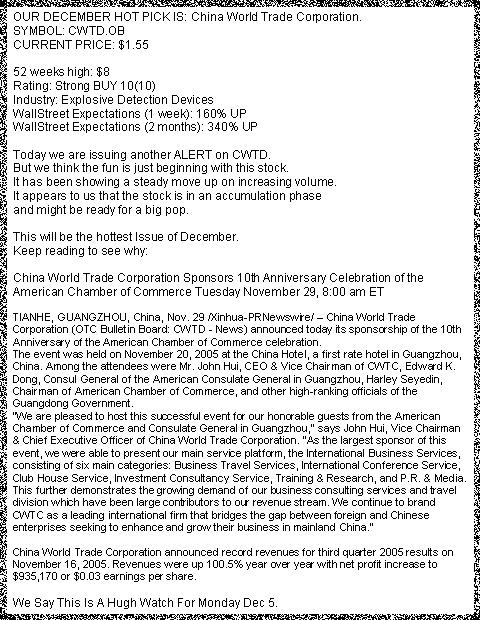 OUR DECEMBER HOT PICK IS: China World Trade Corporation.
SYMBOL: CWTD.OB
CURRENT PRICE: $1.55
52 weeks high: $8
Rating: Strong BUY 10(10)
Industry: Explosive Detection Devices
WallStreet Expectations (1 week): 160% UP
WallStreet Expectations (2 months): 340% UP
Today we are issuing another ALERT on CWTD.
But we think the fun is just beginning with this stock.
It has been showing a steady move up on increasing volume.
It appears to us that the stock is in an accumulation phase
and might be ready for a big pop.
This will be the hottest Issue of December.
Keep reading to see why:
China World Trade Corporation Sponsors 10th Anniversary Celebration of the
American Chamber of Commerce Tuesday November 29, 8:00 am ET
TIANHE, GUANGZHOU, China, Nov. 29 /Xinhua-PRNewswire/ -- China World Trade
Corporation (OTC Bulletin Board: CWTD - News) announced today its sponsorship of the 10th
Anniversary of the American Chamber of Commerce celebration.
The event was held on November 20, 2005 at the China Hotel, a first rate hotel in Guangzhou,
China. Among the attendees were Mr. John Hui, CEO & Vice Chairman of CWTC, Edward K.
Dong, Consul General of the American Consulate General in Guangzhou, Harley Seyedin,
Chairman of American Chamber of Commerce, and other high-ranking officials of the
Guangdong Government.
"We are pleased to host this successful event for our honorable guests from the American
Chamber of Commerce and Consulate General in Guangzhou," says John Hui, Vice Chairman
& Chief Executive Officer of China World Trade Corporation. "As the largest sponsor of this
event, we were able to present our main service platform, the International Business Services,
consisting of six main categories: Business Travel Services, International Conference Service,
Club House Service, Investment Consultancy Service, Training & Research, and P.R. & Media.
This further demonstrates the growing demand of our business consulting services and travel
division which have been large contributors to our revenue stream. We continue to brand
CWTC as a leading international firm that bridges the gap between foreign and Chinese
enterprises seeking to enhance and grow their business in mainland China."
China World Trade Corporation announced record revenues for third quarter 2005 results on
November 16, 2005. Revenues were up 100.5% year over year with net profit increase to
$935,170 or $0.03 earnings per share.
We Say This Is A Hugh Watch For Monday Dec 5.